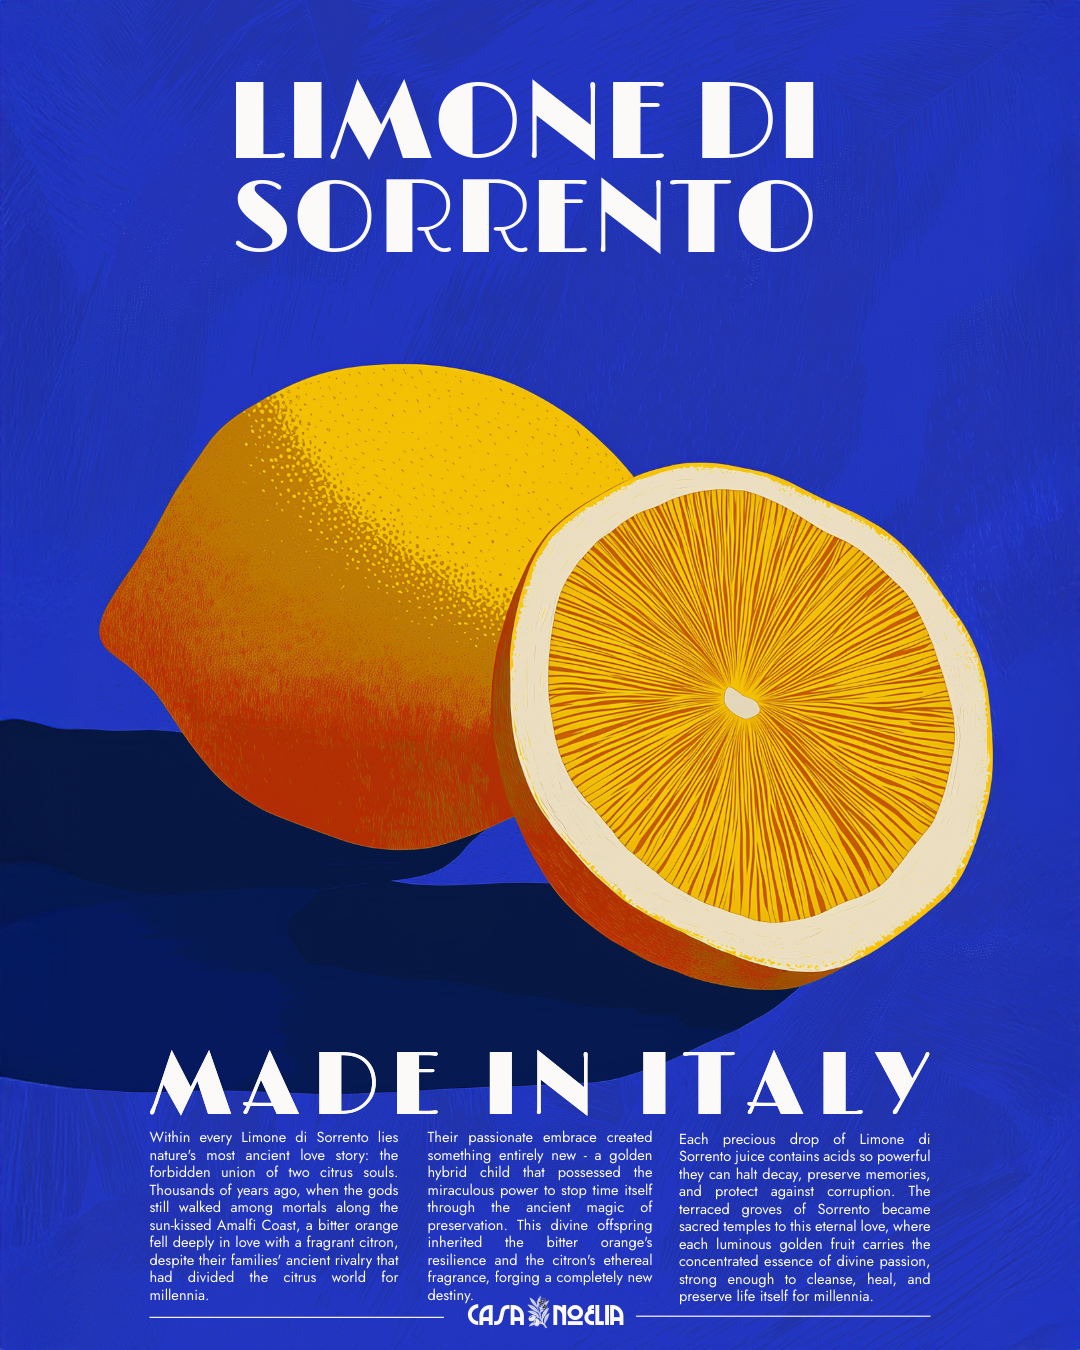 LIMONE DI
SORRENTO
MADE IN ITALY
Within every Limone di Sorrento lies
nature's most ancient love story: the
forbidden union of two citrus souls.
Thousands of years ago, when the gods
still walked among mortals along the
sun-kissed Amalfi Coast, a bitter orange
fell deeply in love with a fragrant citron,
despite their families' ancient rivalry that
had divided the citrus world for
millennia.
Their passionate embrace created
something entirely new - a golden
hybrid child that possessed the
miraculous power to stop time itself
through the ancient magic of
preservation. This divine offspring
inherited the bitter orange's
resilience and the citron's ethereal
fragrance, forging a completely new
destiny.
Each precious drop of Limone di
Sorrento juice contains acids so powerful
they can halt decay, preserve memories,
and protect against corruption. The
terraced groves of Sorrento became
sacred temples to this eternal love, where
each luminous golden fruit carries the
concentrated essence of divine passion,
strong enough to cleanse, heal, and
preserve life itself for millennia.
CASA NOELIA